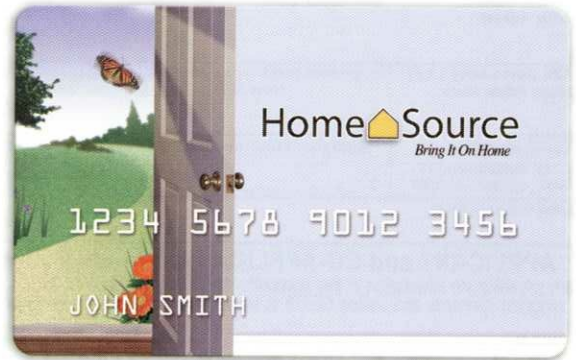 Home Source
Bring It On Home
1234 5678 9012 3456
JOHN SMITH